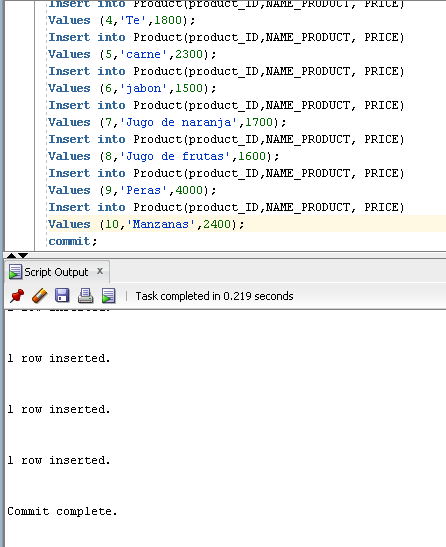 Insert into Product(product_ID,NAME_PRODUCT, PRICE)
Values (4,'Te',1800);
Insert into Product(product_ID,NAME_PRODUCT, PRICE)
Values (5,'carne',2300);
Insert into Product(product_ID,NAME_PRODUCT, PRICE)
Values (6,'jabon',1500);
Insert into Product(product_ID,NAME_PRODUCT, PRICE)
Values (7,'Jugo de naranja',1700);
Insert into Product(product_ID,NAME_PRODUCT, PRICE)
Values (8,'Jugo de frutas',1600);
Insert into Product(product_ID,NAME_PRODUCT, PRICE)
Values (9,'Peras',4000);
Insert into Product(product_ID,NAME_PRODUCT, PRICE)
Values (10,'Manzanas',2400);
commit;
Script Output x
Task completed in 0.219 seconds
1 row inserted.
1 row inserted.
1 row inserted.
1 row inserted.
Commit complete.